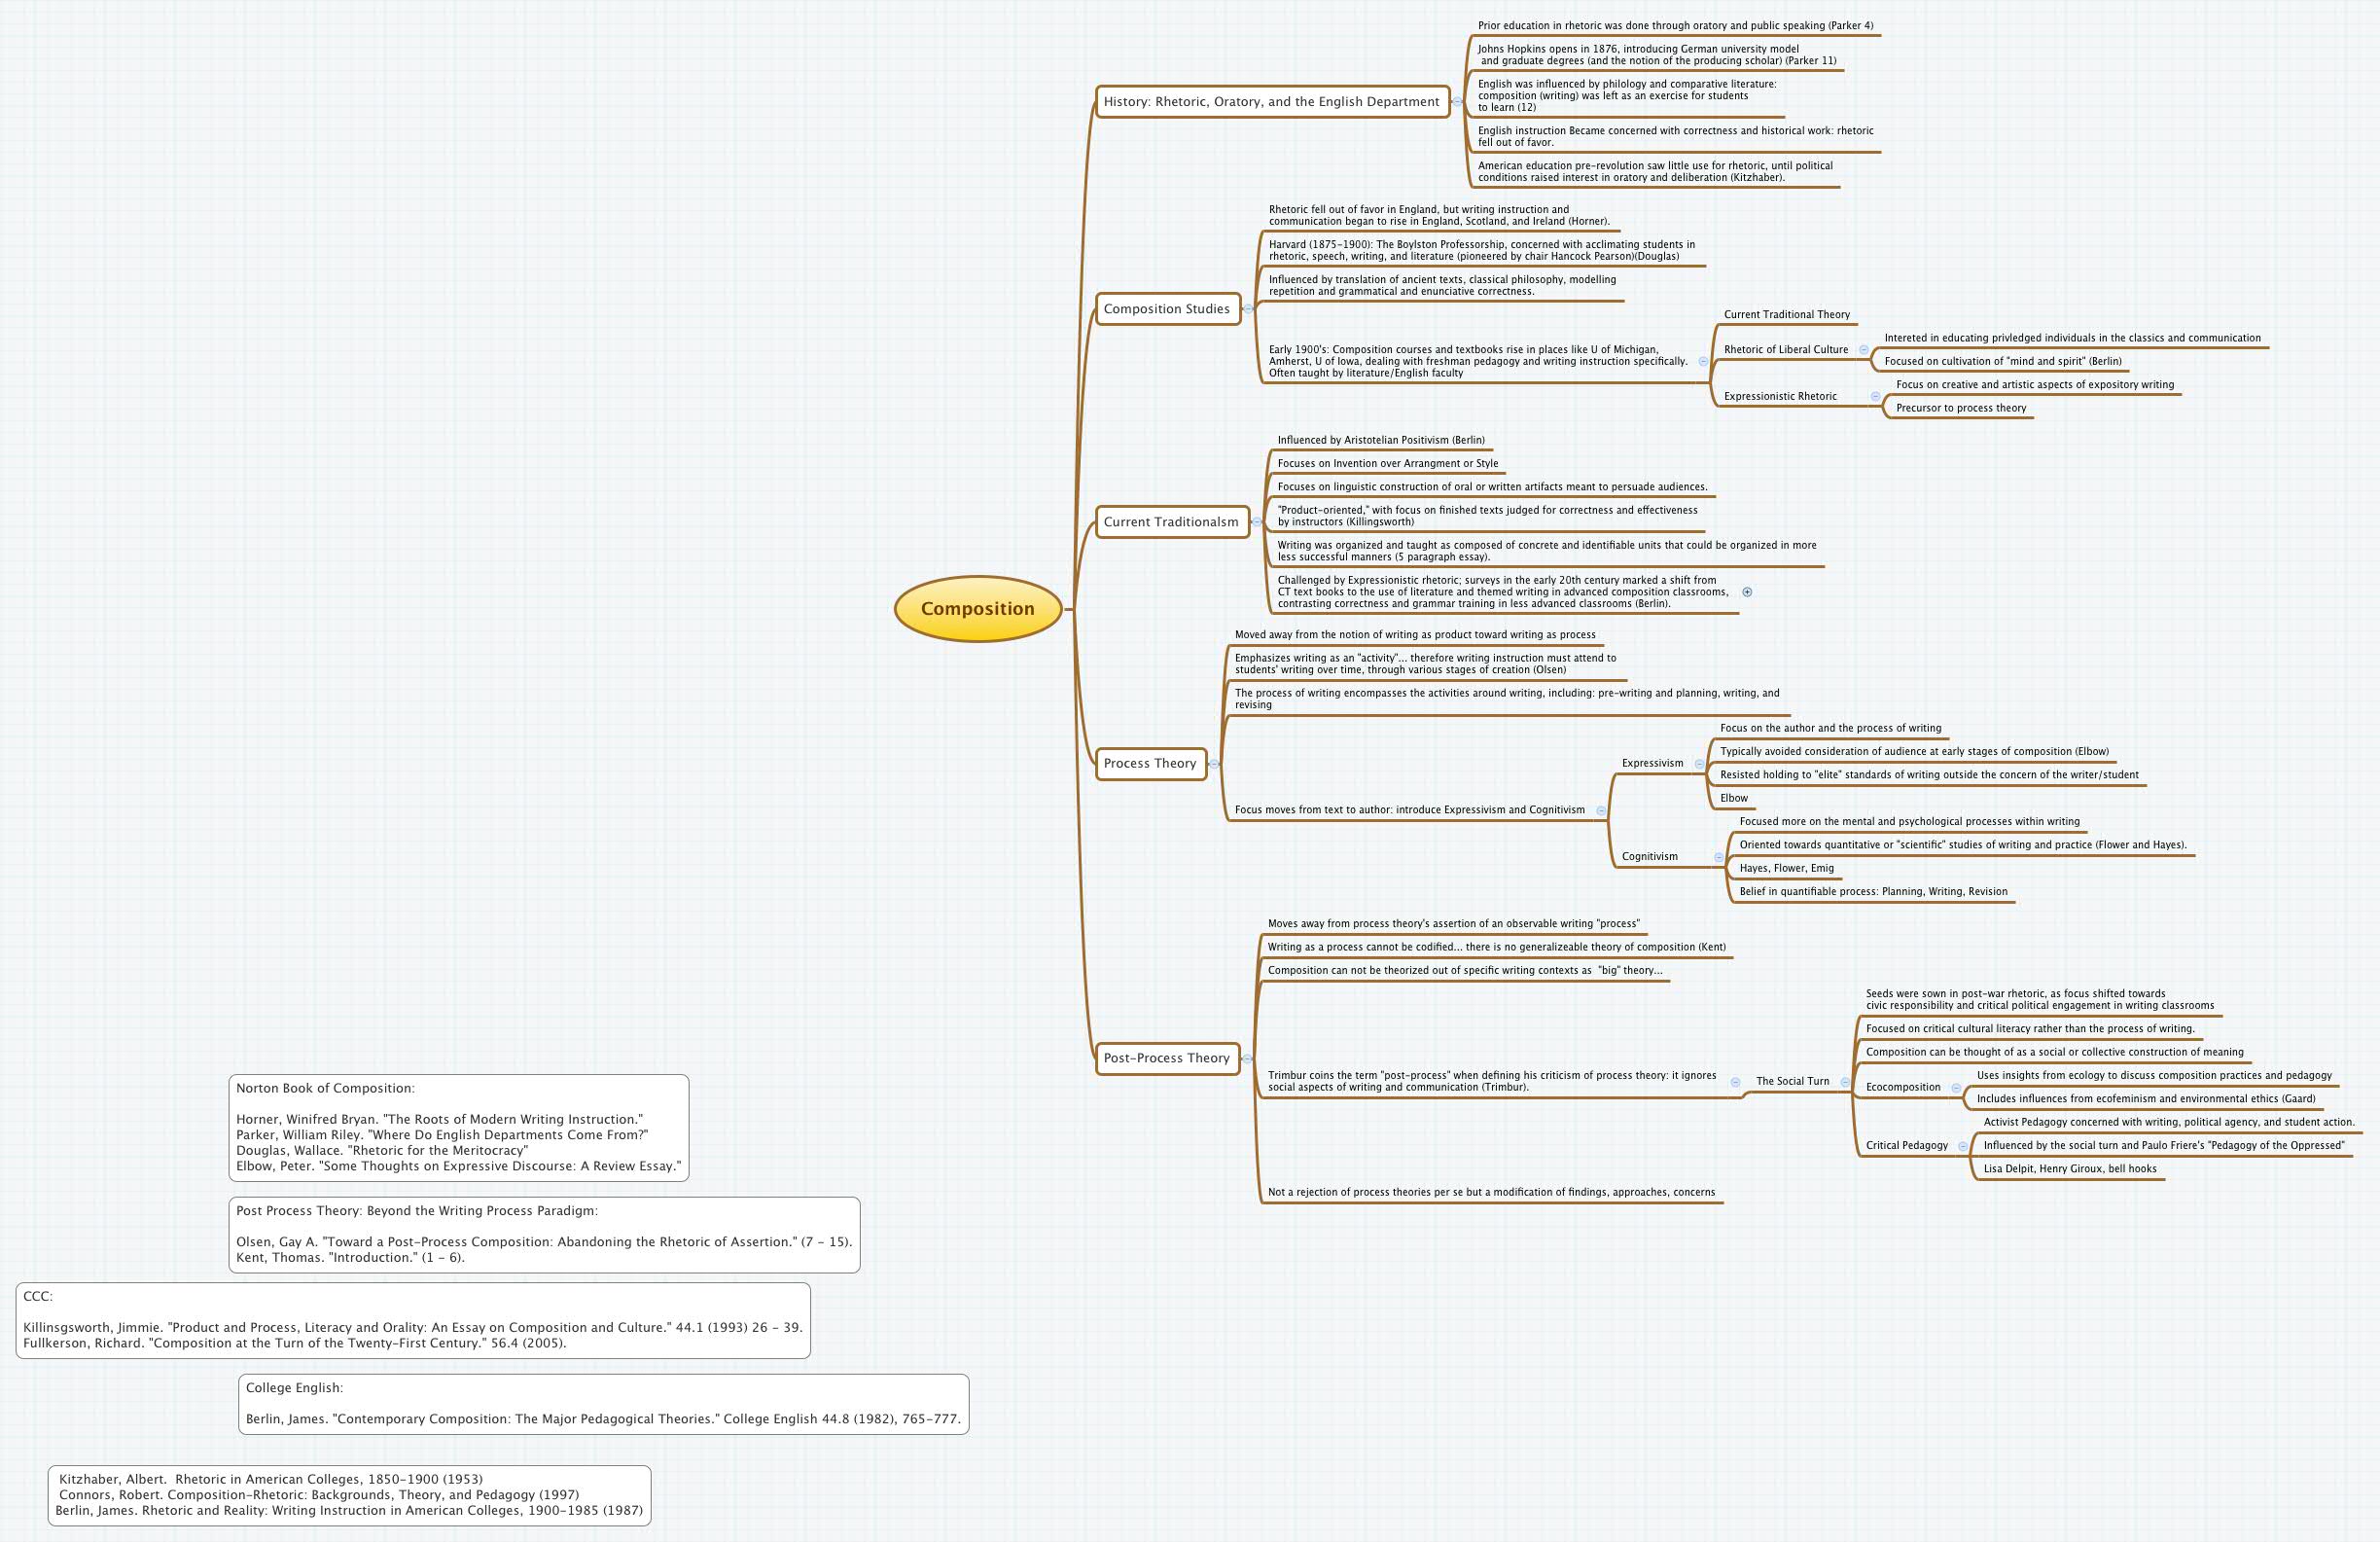 Prior education in rhetoric was done through oratory and public speaking (Parker 4)
Johns Hopkins opens in 1876, introducing German university model
and graduate degrees (and the notion of the producing scholar) (Parker 11)
English was influenced by philology and comparative literature:
composition (writing) was left as an exercise for students
to learn (12)
History: Rhetoric, Oratory, and the English Department
English instruction Became concerned with correctness and historical work: rhetoric
fell out of favor.
American education pre-revolution saw little use for rhetoric, until political
conditions raised interest in oratory and deliberation (Kitzhaber).
Rhetoric fell out of favor in England, but writing instruction and
communication began to rise in England, Scotland, and Ireland (Horner).
Harvard (1875-1900): The Boylston Professorship, concerned with acclimating students in
rhetoric, speech, writing, and literature (pioneered by chair Hancock Pearson)(Douglas)
Influenced by translation of ancient texts, classical philosophy, modelling
repetition and grammatical and enunciative correctness.
Composition Studies
Early 1900's: Composition courses and textbooks rise in places like U of Michigan,
Amherst, U of Iowa, dealing with freshman pedagogy and writing instruction specifically.
Often taught by literature/English faculty
Current Traditional Theory
Rhetoric of Liberal Culture
Intereted in educating privledged individuals in the classics and communication
Focused on cultivation of "mind and spirit" (Berlin)
Expressionistic Rhetoric
Focus on creative and artistic aspects of expository writing
Precursor to process theory
Influenced by Aristotelian Positivism (Berlin)
Focuses on Invention over Arrangment or Style
Focuses on linguistic construction of oral or written artifacts meant to persuade audiences.
Current Traditionalsm
"Product-oriented," with focus on finished texts judged for correctness and effectiveness
by instructors (Killingsworth)
Writing was organized and taught as composed of concrete and identifiable units that could be organized in more
less successful manners (5 paragraph essay).
Challenged by Expressionistic rhetoric; surveys in the early 20th century marked a shift from
CT text books to the use of literature and themed writing in advanced composition classrooms,
contrasting correctness and grammar training in less advanced classrooms (Berlin).
Composition
Moved away from the notion of writing as product toward writing as process
Emphasizes writing as an "activity"... therefore writing instruction must attend to
students' writing over time, through various stages of creation (Olsen)
The process of writing encompasses the activities around writing, including: pre-writing and planning, writing, and
revising
Process Theory
Focus moves from text to author: introduce Expressivism and Cognitivism
Expressivism
Focus on the author and the process of writing
Typically avoided consideration of audience at early stages of composition (Elbow)
Resisted holding to "elite" standards of writing outside the concern of the writer/student
Elbow
Cognitivism
Focused more on the mental and psychological processes within writing
Oriented towards quantitative or "scientific" studies of writing and practice (Flower and Hayes).
Hayes, Flower, Emig
Belief in quantifiable process: Planning, Writing, Revision
Moves away from process theory's assertion of an observable writing "process"
Writing as a process cannot be codified... there is no generalizeable theory of composition (Kent)
Composition can not be theorized out of specific writing contexts as "big" theory...
Post-Process Theory
Trimbur coins the term "post-process" when defining his criticism of process theory: it ignores
social aspects of writing and communication (Trimbur).
The Social Turn
Seeds were sown in post-war rhetoric, as focus shifted towards
civic responsibility and critical political engagement in writing classrooms
Focused on critical cultural literacy rather than the process of writing.
Composition can be thought of as a social or collective construction of meaning
Ecocomposition
Uses insights from ecology to discuss composition practices and pedagogy
Includes influences from ecofeminism and environmental ethics (Gaard)
Critical Pedagogy
Activist Pedagogy concerned with writing, political agency, and student action.
Influenced by the social turn and Paulo Friere's "Pedagogy of the Oppressed"
Lisa Delpit, Henry Giroux, bell hooks
Not a rejection of process theories per se but a modification of findings, approaches, concerns
Norton Book of Composition:
Horner, Winifred Bryan. "The Roots of Modern Writing Instruction."
Parker, William Riley. "Where Do English Departments Come From?"
Douglas, Wallace. "Rhetoric for the Meritocracy"
Elbow, Peter. "Some Thoughts on Expressive Discourse: A Review Essay."
Post Process Theory: Beyond the Writing Process Paradigm:
Olsen, Gay A. "Toward a Post-Process Composition: Abandoning the Rhetoric of Assertion." (7 - 15).
Kent, Thomas. "Introduction." (1 - 6).
CCC:
Killinsgsworth, Jimmie. "Product and Process, Literacy and Orality: An Essay on Composition and Culture." 44.1 (1993) 26 - 39.
Fullkerson, Richard. "Composition at the Turn of the Twenty-First Century." 56.4 (2005).
College English:
Berlin, James. "Contemporary Composition: The Major Pedagogical Theories." College English 44.8 (1982), 765-777.
Kitzhaber, Albert. Rhetoric in American Colleges, 1850-1900 (1953)
Connors, Robert. Composition-Rhetoric: Backgrounds, Theory, and Pedagogy (1997)
Berlin, James. Rhetoric and Reality: Writing Instruction in American Colleges, 1900-1985 (1987)